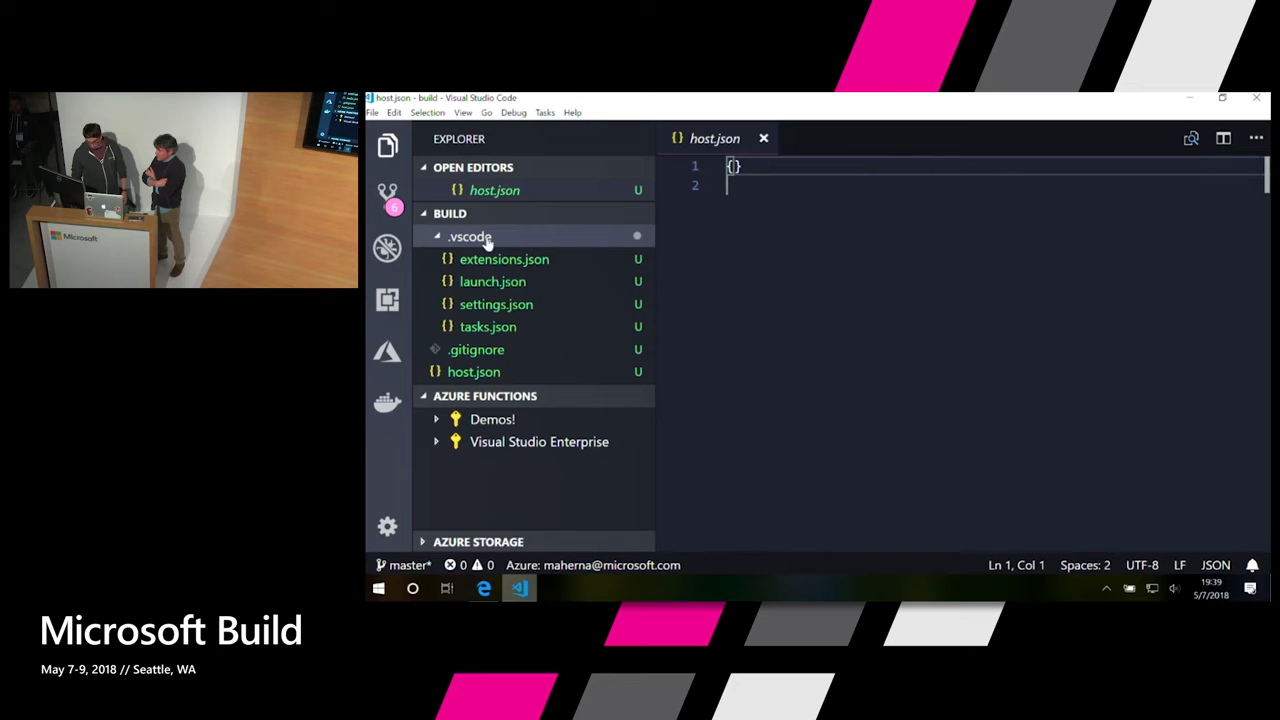 host.json - build - Visual Studio Code
File Edit Selection View Go Debug Tasks Help
EXPLORER
OPEN EDITORS
{} host.json U
BUILD
.vscode
{} extensions.json U
{} launch.json U
{} settings.json U
{} tasks.json U
.gitignore U
{} host.json U
AZURE FUNCTIONS
Demos!
Visual Studio Enterprise
AZURE STORAGE
6
{} host.json
1 {}
2
master* 0 0 Azure: maherna@microsoft.com Ln 1, Col 1 Spaces: 2 UTF-8 LF JSON
19:39
5/7/2018
Microsoft
Microsoft Build
May 7-9, 2018 // Seattle, WA